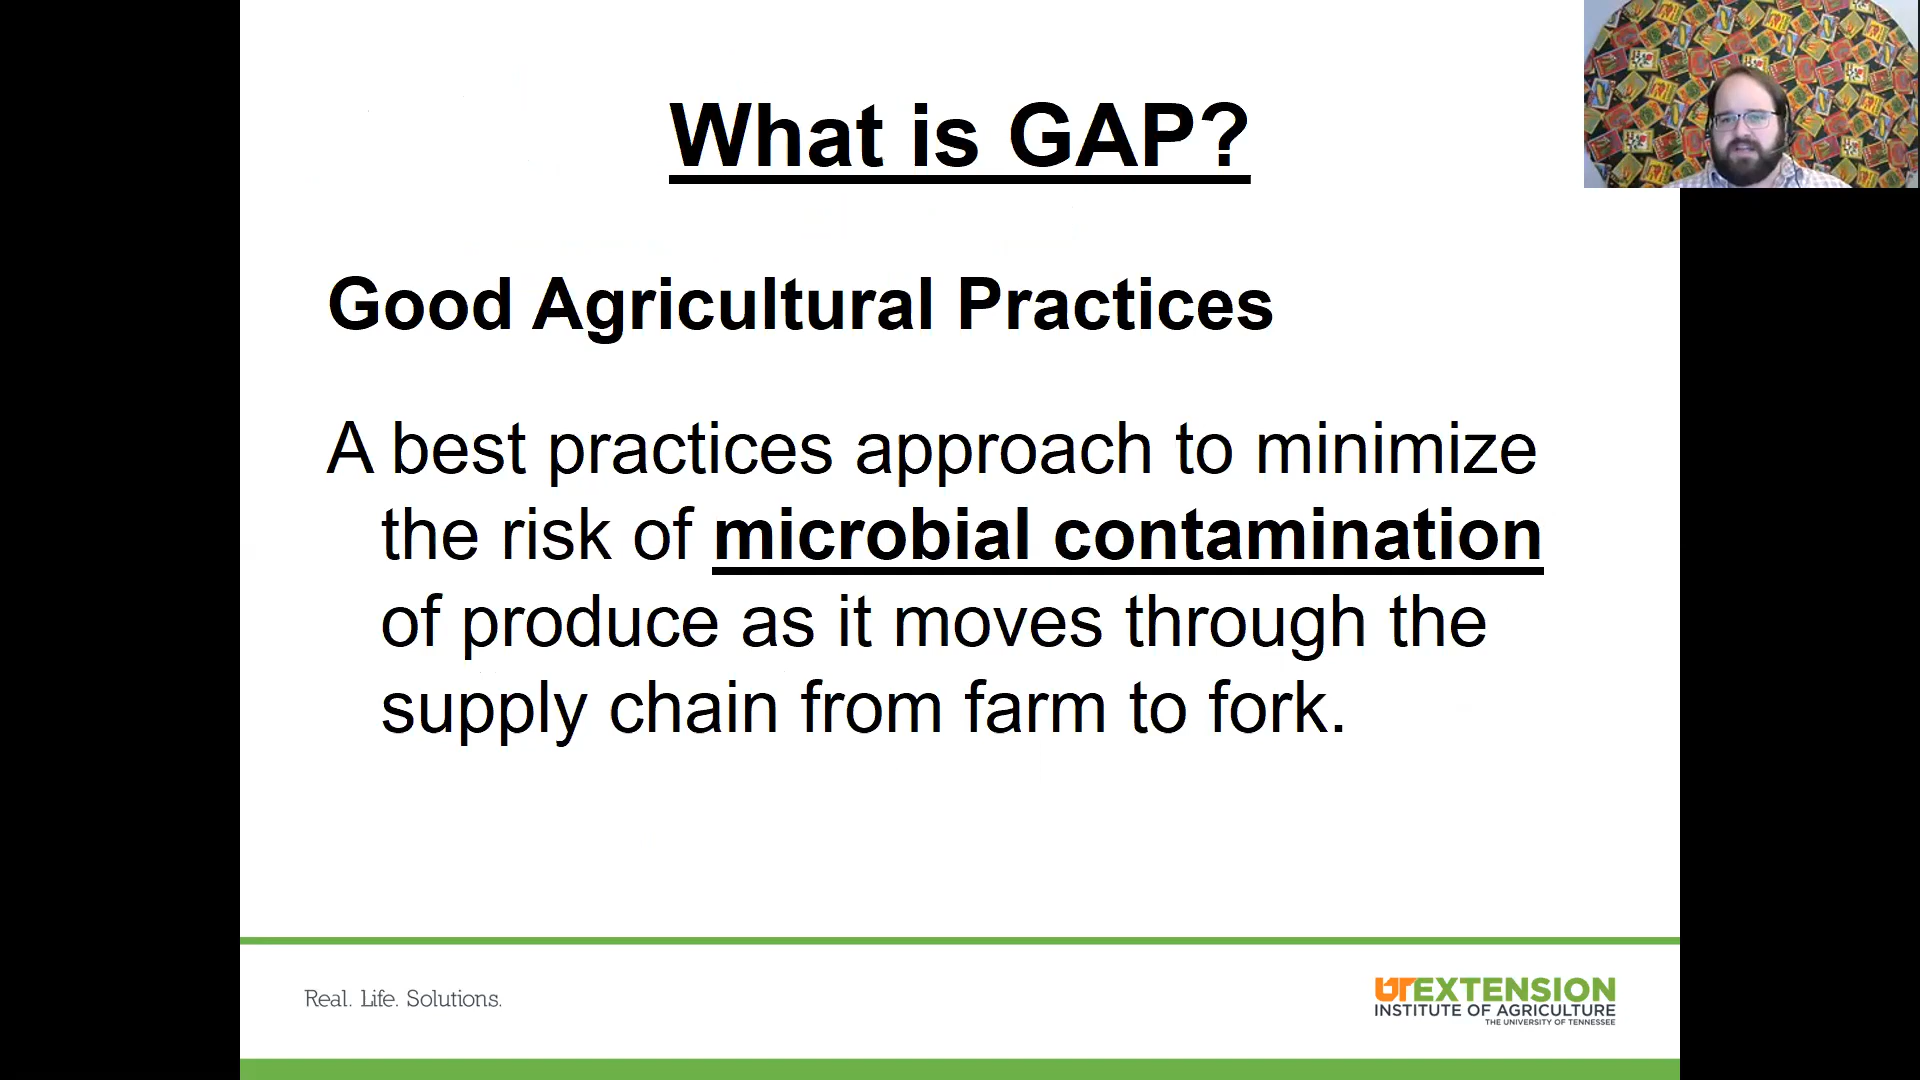 What is GAP?
Good Agricultural Practices
A best practices approach to minimize
the risk of microbial contamination
of produce as it moves through the
supply chain from farm to fork.
Real. Life. Solutions.
UTEXTENSION
INSTITUTE OF AGRICULTURE
THE UNIVERSITY OF TENNESSEE